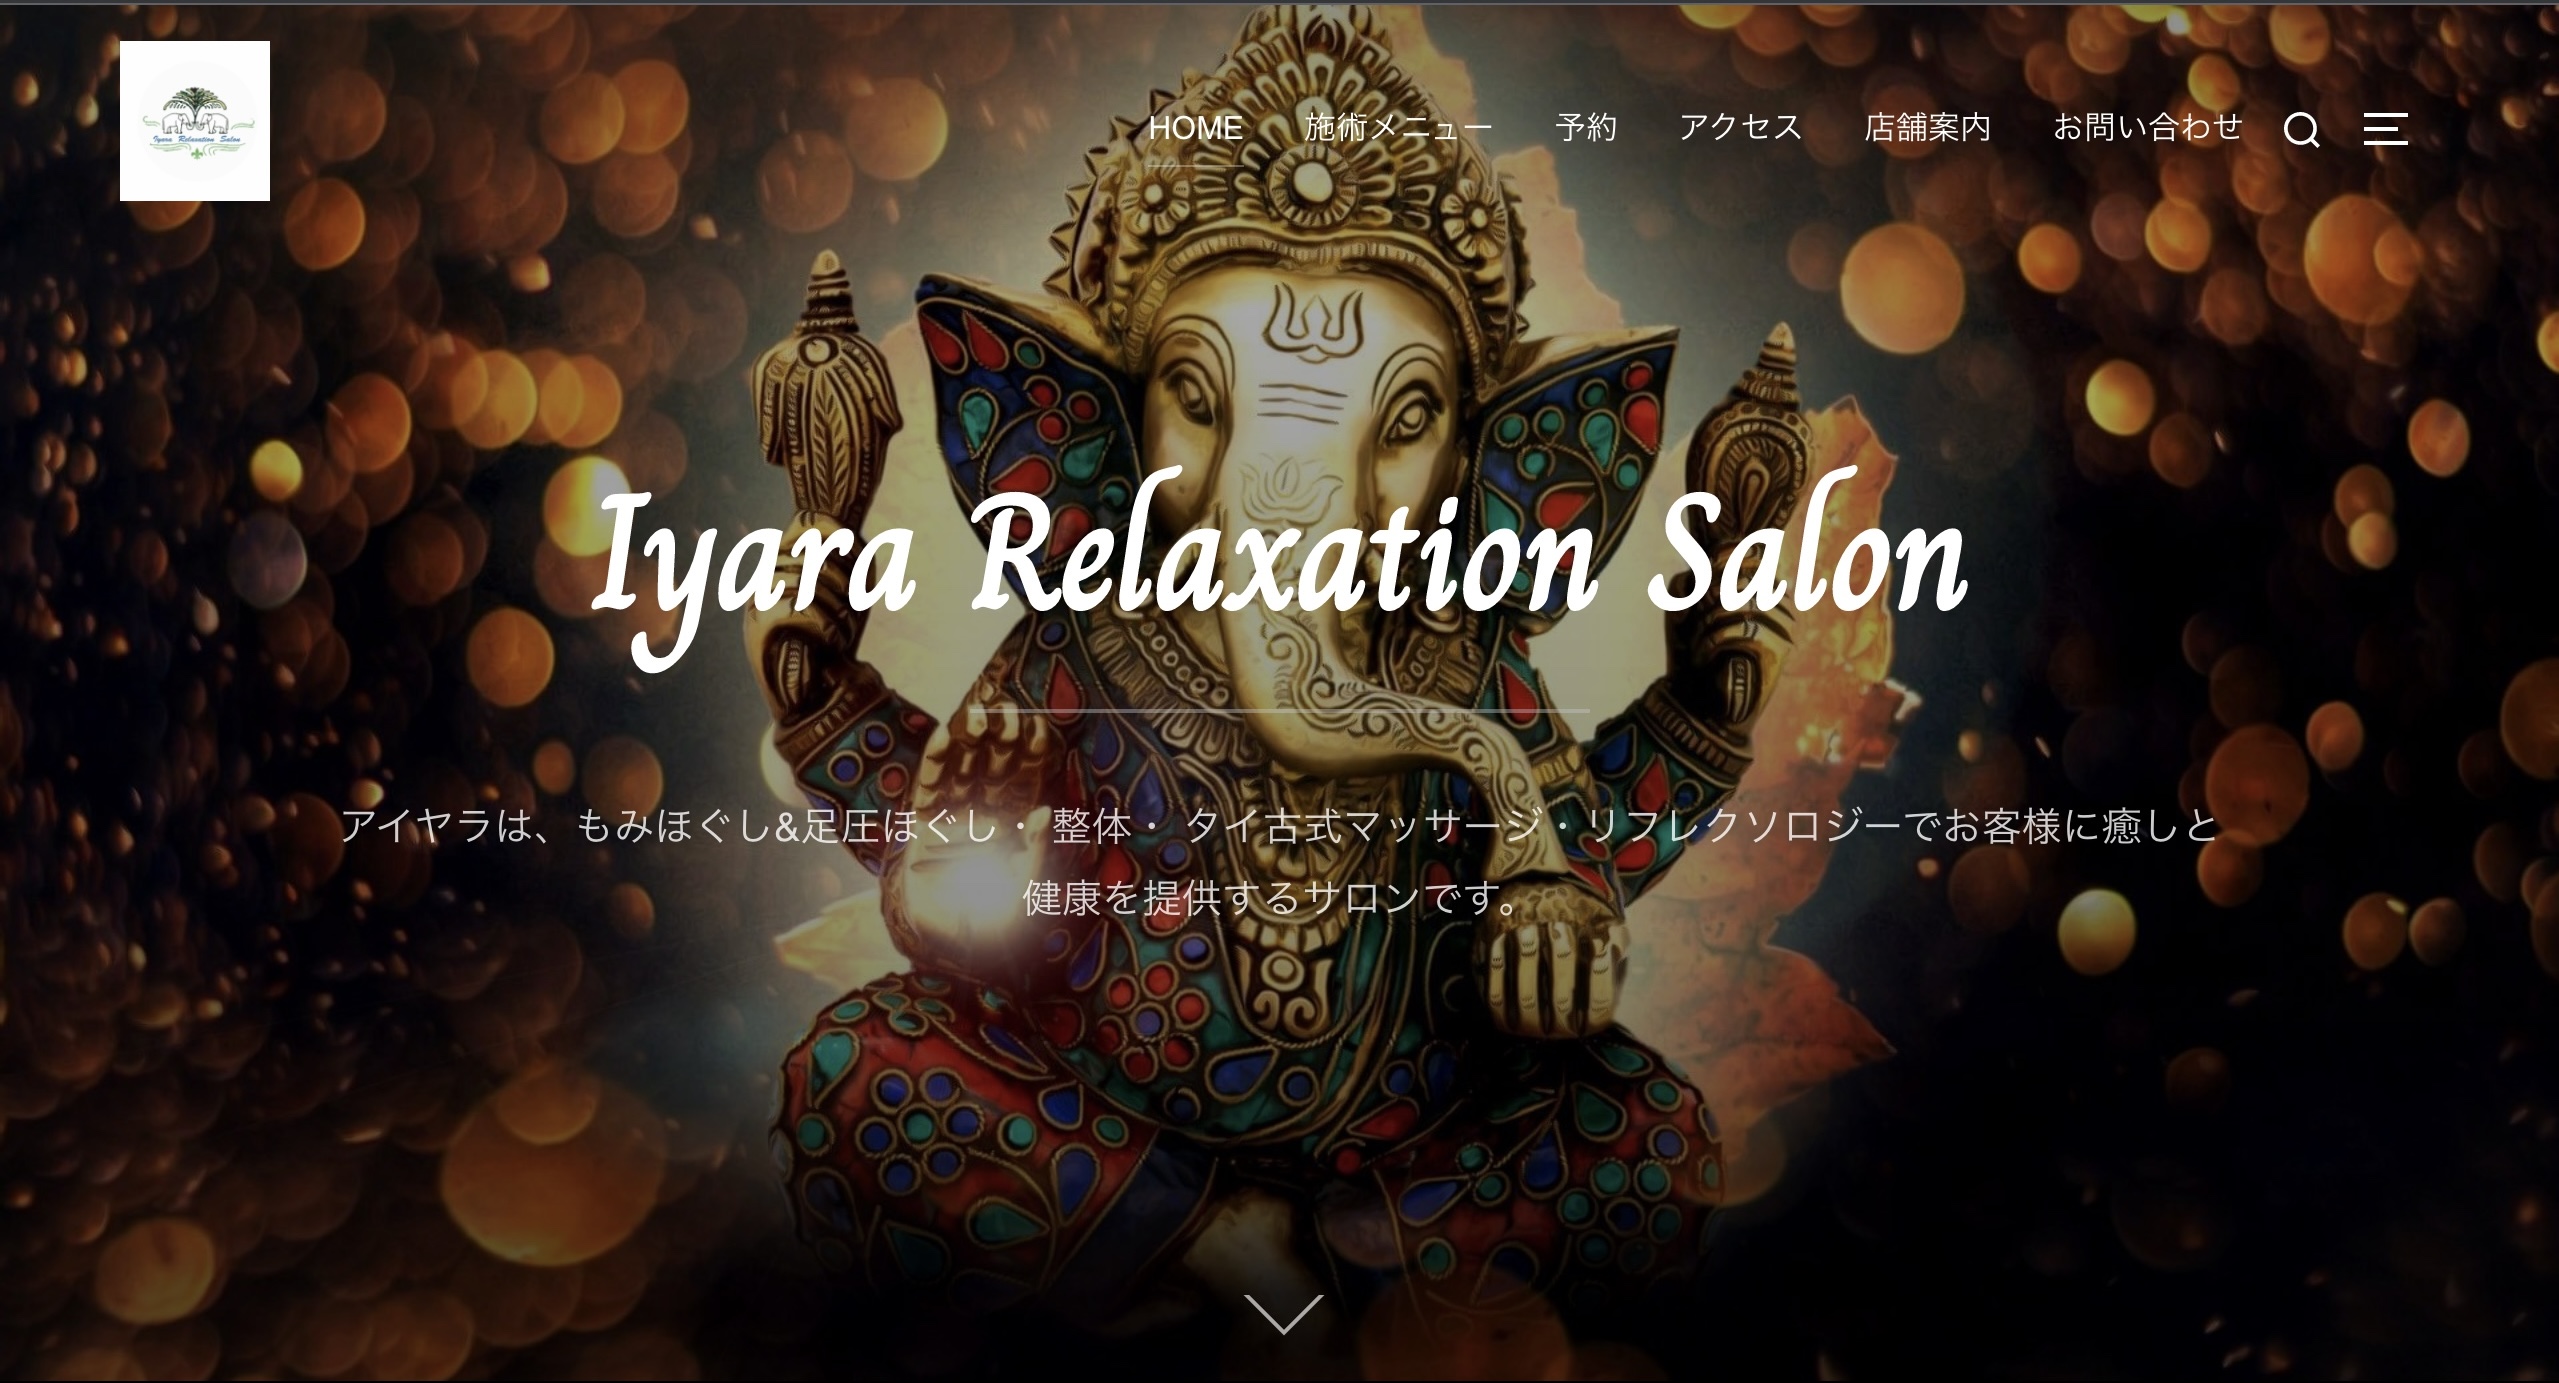 Iyara Relaxation Salon
HOME 施術メニュー 予約 アクセス 店舗案内 お問い合わせ
Iyara Relaxation Salon
アイヤラは、もみほぐし&足圧ほぐし・ 整体・ タイ古式マッサージ・リフレクソロジーでお客様に癒しと
健康を提供するサロンです。